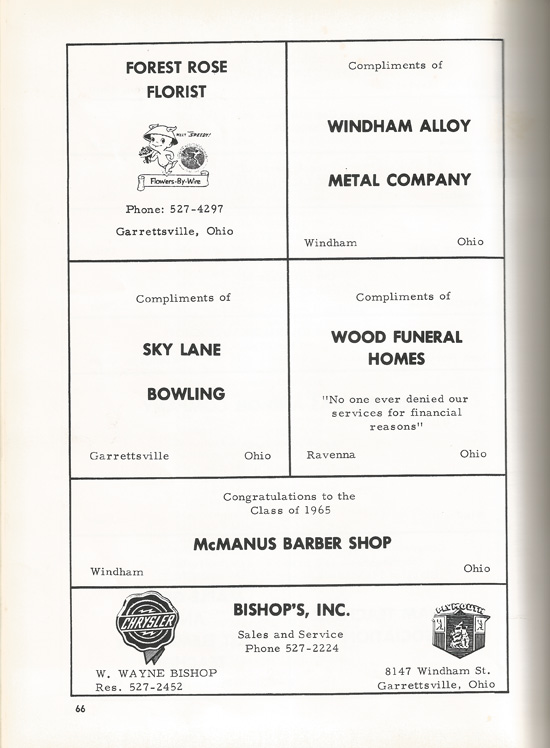 FOREST ROSE
FLORIST
MEET SPEEDY!
Flowers-By-Wire
Phone: 527-4297
Garrettsville, Ohio
Compliments of
WINDHAM ALLOY
METAL COMPANY
Windham Ohio
Compliments of
SKY LANE
BOWLING
Garrettsville Ohio
Compliments of
WOOD FUNERAL
HOMES
"No one ever denied our
services for financial
reasons"
Ravenna Ohio
Congratulations to the
Class of 1965
McMANUS BARBER SHOP
Windham Ohio
CHRYSLER
BISHOP'S, INC.
Sales and Service
Phone 527-2224
PLYMOUTH
W. WAYNE BISHOP
Res. 527-2452
8147 Windham St.
Garrettsville, Ohio
66